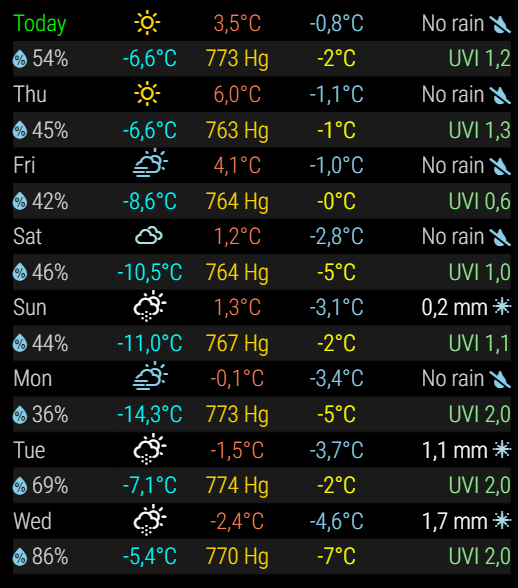 Today 3,5°C -0,8°C No rain
% 54% -6,6°C 773 Hg -2°C UVI 1,2
Thu 6,0°C -1,1°C No rain
% 45% -6,6°C 763 Hg -1°C UVI 1,3
Fri 4,1°C -1,0°C No rain
% 42% -8,6°C 764 Hg -0°C UVI 0,6
Sat 1,2°C -2,8°C No rain
% 46% -10,5°C 764 Hg -5°C UVI 1,0
Sun 1,3°C -3,1°C 0,2 mm
% 44% -11,0°C 767 Hg -2°C UVI 1,1
Mon -0,1°C -3,4°C No rain
% 36% -14,3°C 773 Hg -5°C UVI 2,0
Tue -1,5°C -3,7°C 1,1 mm
% 69% -7,1°C 774 Hg -2°C UVI 2,0
Wed -2,4°C -4,6°C 1,7 mm
% 86% -5,4°C 770 Hg -7°C UVI 2,0